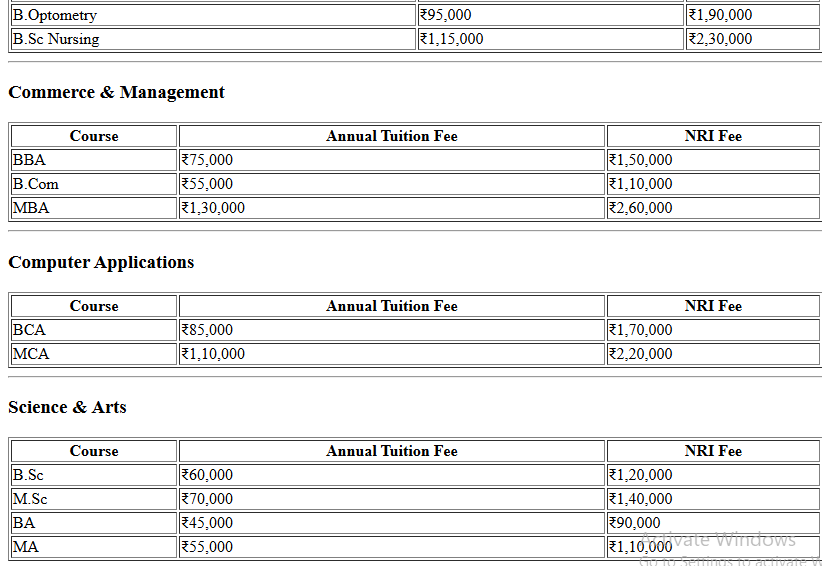 B.Optometry ₹95,000 ₹1,90,000
B.Sc Nursing ₹1,15,000 ₹2,30,000
Commerce & Management
Course Annual Tuition Fee NRI Fee
BBA ₹75,000 ₹1,50,000
B.Com ₹55,000 ₹1,10,000
MBA ₹1,30,000 ₹2,60,000
Computer Applications
Course Annual Tuition Fee NRI Fee
BCA ₹85,000 ₹1,70,000
MCA ₹1,10,000 ₹2,20,000
Science & Arts
Course Annual Tuition Fee NRI Fee
B.Sc ₹60,000 ₹1,20,000
M.Sc ₹70,000 ₹1,40,000
BA ₹45,000 ₹90,000
Activate Windows
MA ₹55,000 ₹1,10,000
Go to Settings to activate W